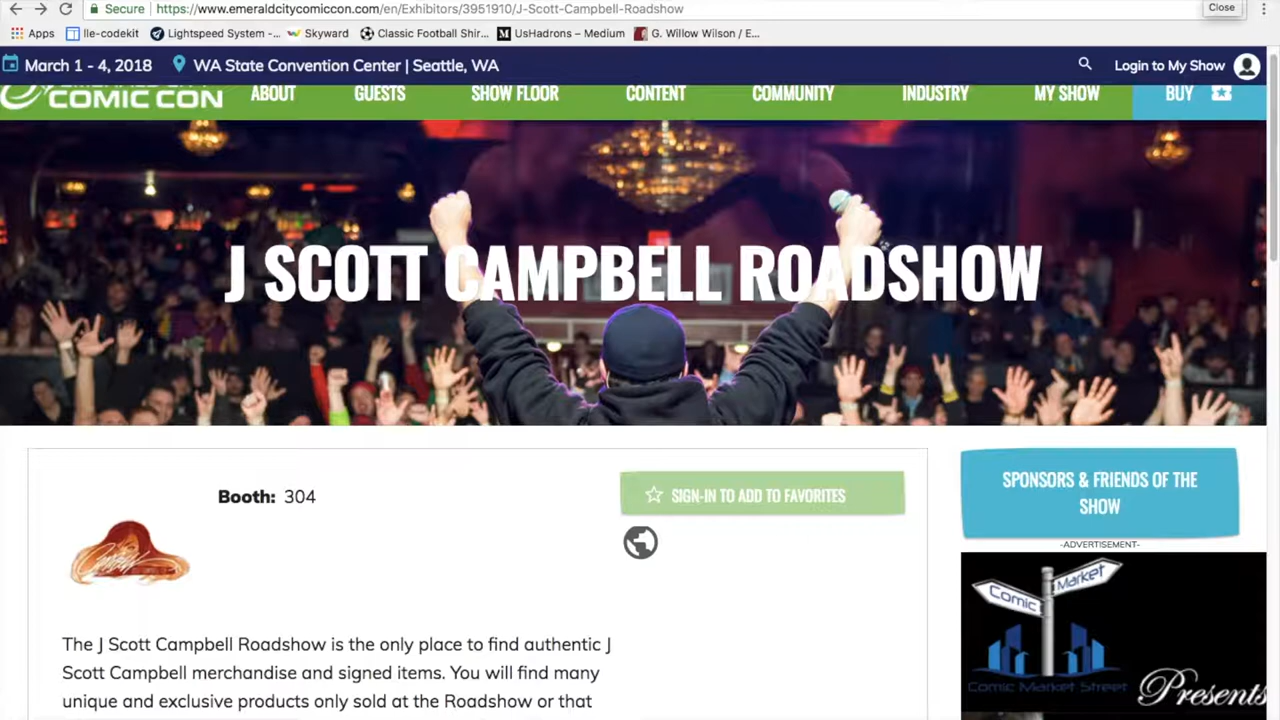 Close
Secure https://www.emeraldcitycomiccon.com/en/Exhibitors/3951910/J-Scott-Campbell-Roadshow
Apps lle-codekit Lightspeed System -... Skyward Classic Football Shir... UsHadrons – Medium G. Willow Wilson / E...
March 1 - 4, 2018 WA State Convention Center | Seattle, WA Login to My Show
COMIC CON ABOUT GUESTS SHOW FLOOR CONTENT COMMUNITY INDUSTRY MY SHOW BUY
J SCOTT CAMPBELL ROADSHOW
Booth: 304
SIGN-IN TO ADD TO FAVORITES
The J Scott Campbell Roadshow is the only place to find authentic J
Scott Campbell merchandise and signed items. You will find many
unique and exclusive products only sold at the Roadshow or that
SPONSORS & FRIENDS OF THE
SHOW
-ADVERTISEMENT-
Comic Market
Comic Market Street
Presents